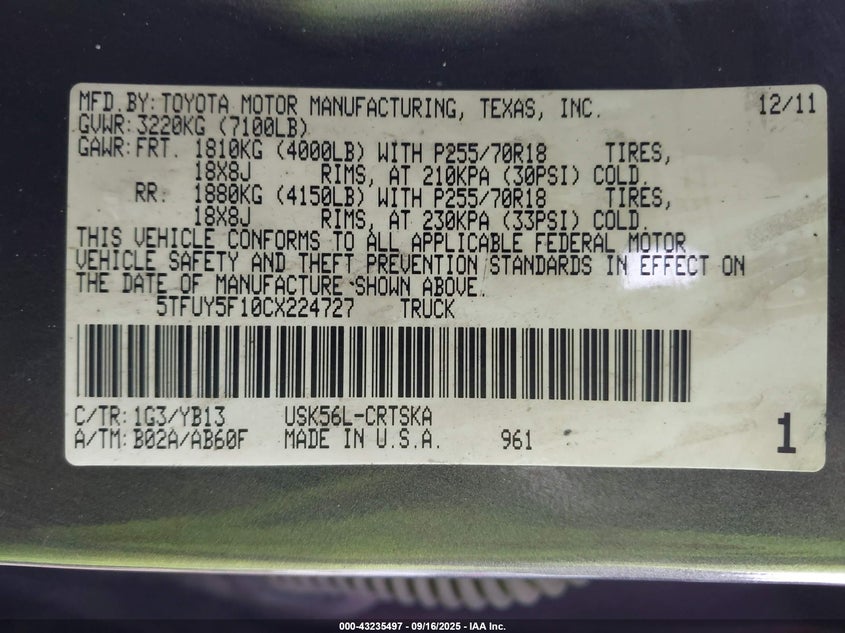 MFD.BY: TOYOTA MOTOR MANUFACTURING, TEXAS, INC. 12/11
GVWR: 3220KG (7100LB)
GAWR: FRT. 1810KG (4000LB) WITH P255/70R18 TIRES,
18X8J RIMS, AT 210KPA (30PSI) COLD.
RR: 1880KG (4150LB) WITH P255/70R18 TIRES,
18X8J RIMS, AT 230KPA (33PSI) COLD
THIS VEHICLE CONFORMS TO ALL APPLICABLE FEDERAL MOTOR
VEHICLE SAFETY AND THEFT PREVENTION STANDARDS IN EFFECT ON
THE DATE OF MANUFACTURE SHOWN ABOVE.
5TFUY5F10CX224727 TRUCK
C/TR: 1G3/YB13 USK56L-CRTSKA
A/TM: B02A/AB60F MADE IN U.S.A. 961 1
000-43235497 - 09/16/2025 - IAA Inc.